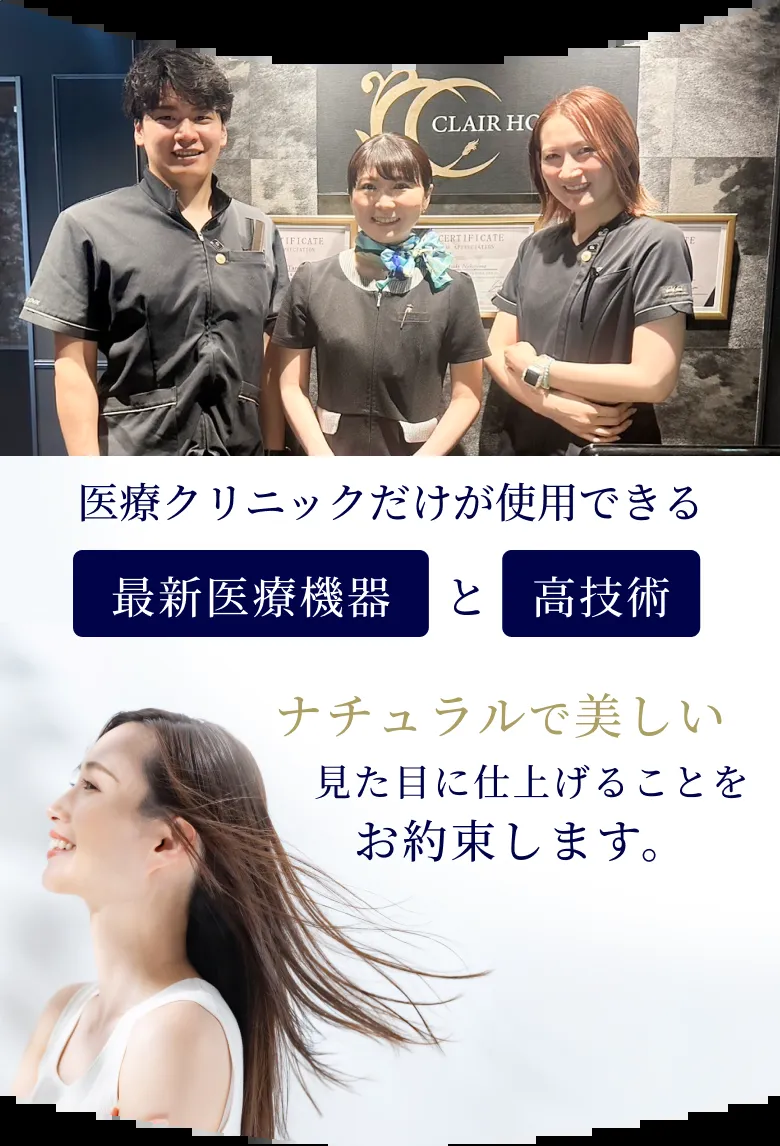 CLAIR HO
CERTIFICATE
医療クリニックだけが使用できる
最新医療機器 と 高技術
ナチュラルで美しい
見た目に仕上げることを
お約束します。